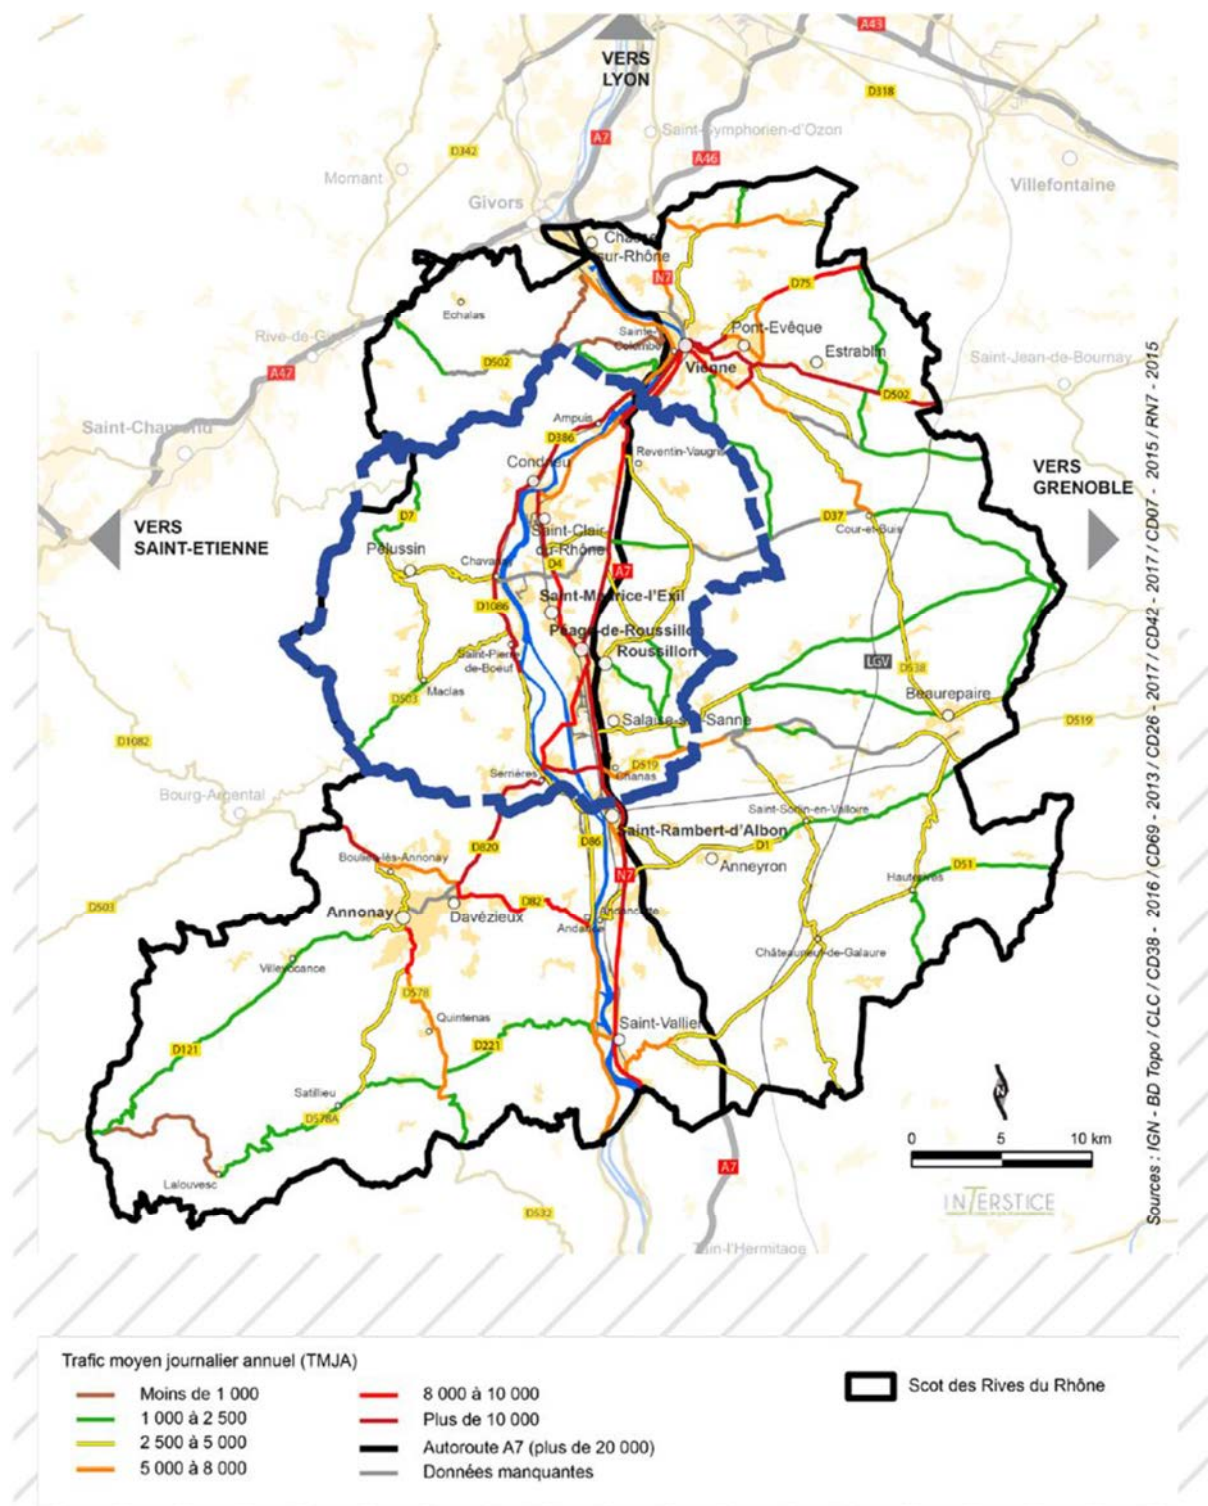 A43
VERS
LYON
D318
A7
Saint-Symphorien-d'Ozon
D342
A46
Mornant
Villefontaine
Givors
Chasse
sur-Rhône
N7
D75
Echalas
Rive-de-Gi
Sainte-
Colombe
Pont-Evêque
Estrablin
Saint-Jean-de-Bournay
D502
Vienne
A47
D502
Ampuis
Saint-Chamond
D386
Reventin-Vaugris
Condrieu
VERS
GRENOBLE
D7
D37
VERS
SAINT-ETIENNE
Saint-Clair
du-Rhône
Cour-et-Buis
Pélussin
Chavanay
D4
A7
Saint-Maurice-l'Exil
D1086
Péage-de-Roussillon
Saint-Pierre
de-Boeuf
Roussillon
LGV
D538
Maclas
Beaurepaire
D503
Salaise-sur-Sanne
D519
D1082
D519
Serrières
Chanas
Bourg-Argental
Saint-Sorlin-en-Valloire
Saint-Rambert-d'Albon
D820
D86
D1
Boulieu-lès-Annonay
Anneyron
D51
N7
Hauterives
D503
Annonay
Davézieux
D82
Andancette
Andance
Châteauneuf-de-Galaure
Villevocance
D578
Quintenas
Saint-Vallier
D121
D221
Satillieu
D578A
N
0 5 10 km
A7
Lalouvesc
INTERSTICE
D532
Tain-l'Hermitage
Sources : IGN - BD Topo / CLC / CD38 - 2016 / CD69 - 2013 / CD26 - 2017 / CD42 - 2017 / CD07 - 2015 / RN7 - 2015
Trafic moyen journalier annuel (TMJA)
Moins de 1 000
1 000 à 2 500
2 500 à 5 000
5 000 à 8 000
8 000 à 10 000
Plus de 10 000
Autoroute A7 (plus de 20 000)
Données manquantes
Scot des Rives du Rhône